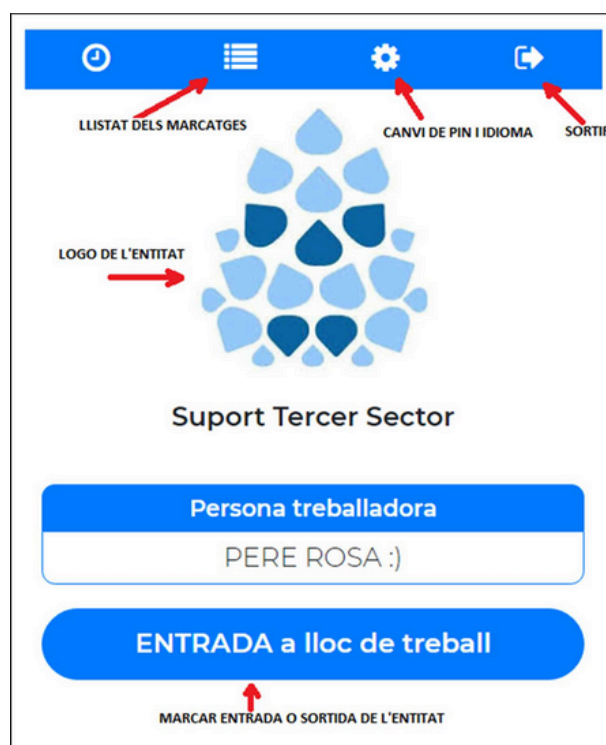 LLISTAT DELS MARCATGES
CANVI DE PIN I IDIOMA
SORTIR
LOGO DE L'ENTITAT
Suport Tercer Sector
Persona treballadora
PERE ROSA :)
ENTRADA a lloc de treball
MARCAR ENTRADA O SORTIDA DE L'ENTITAT